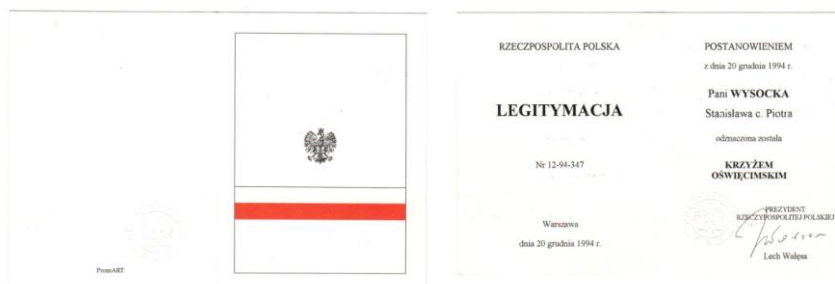 PromART
RZECZPOSPOLITA POLSKA
LEGITYMACJA
Nr 12-94-347
Warszawa
dnia 20 grudnia 1994 r.
POSTANOWIENIEM
z dnia 20 grudnia 1994 r.
Pani WYSOCKA
Stanisława c. Piotra
odznaczona została
KRZYŻEM
OŚWIĘCIMSKIM
PREZYDENT
RZECZYPOSPOLITEJ POLSKIEJ
Lech Wałęsa